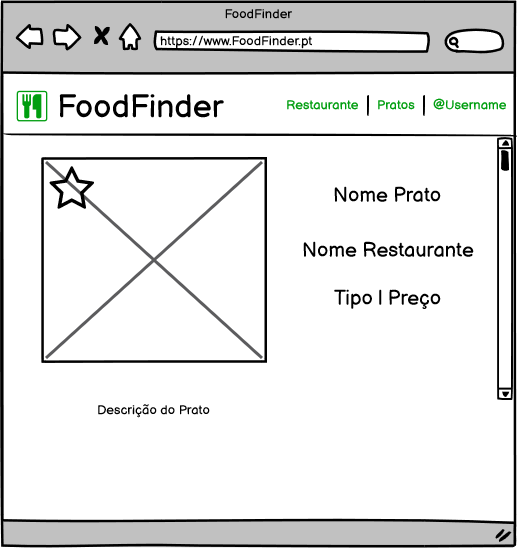 FoodFinder
https://www.FoodFinder.pt
FoodFinder
Restaurante | Pratos | @Username
Nome Prato
Nome Restaurante
Tipo | Preço
Descrição do Prato